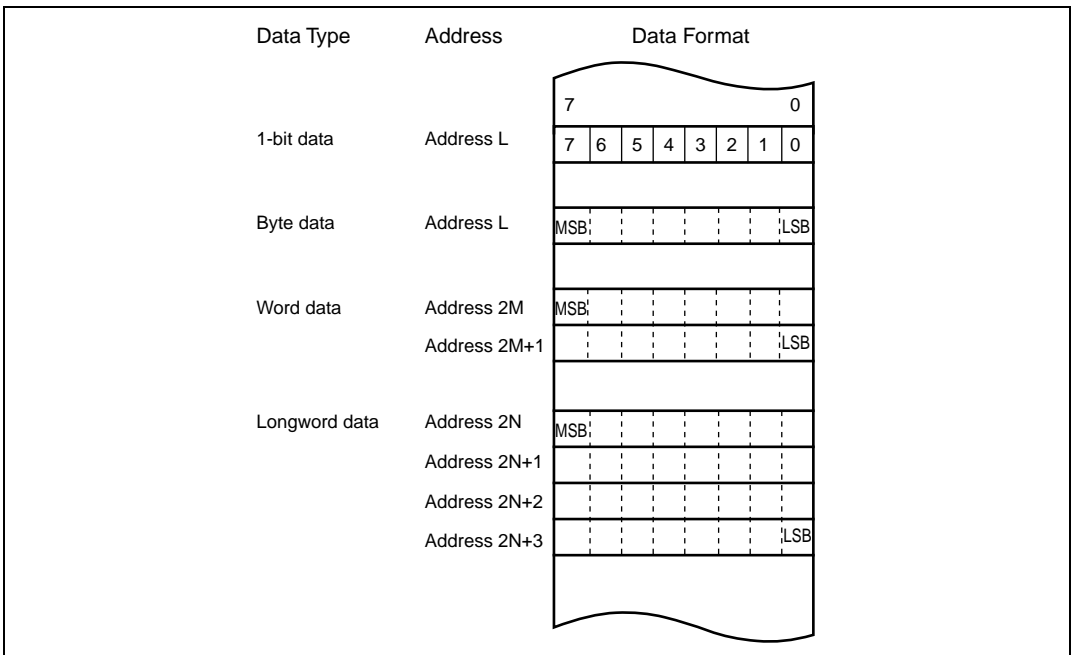 Data Type Address Data Format
7 0
1-bit data Address L 7 6 5 4 3 2 1 0
Byte data Address L MSB LSB
Word data Address 2M MSB
Address 2M+1 LSB
Longword data Address 2N MSB
Address 2N+1
Address 2N+2
Address 2N+3 LSB